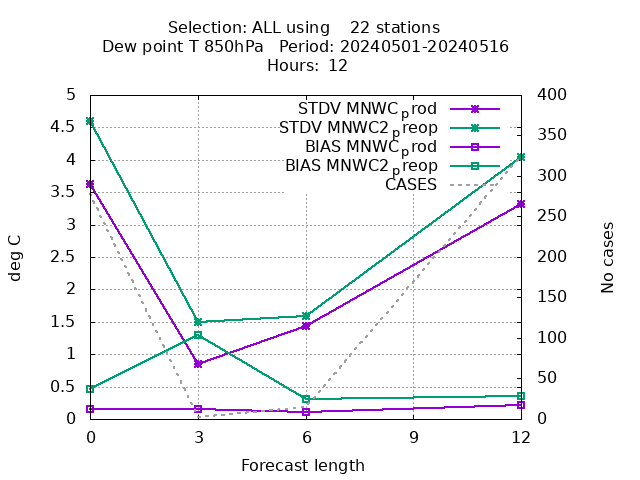 Selection: ALL using    22 stations
Dew point T 850hPa   Period: 20240501-20240516
Hours:  12
STDV MNWC_prod
STDV MNWC2_preop
BIAS MNWC_prod
BIAS MNWC2_preop
CASES
5
4.5
4
3.5
3
2.5
2
1.5
1
0.5
0
deg C
400
350
300
250
200
150
100
50
0
No cases
0 3 6 9 12
Forecast length